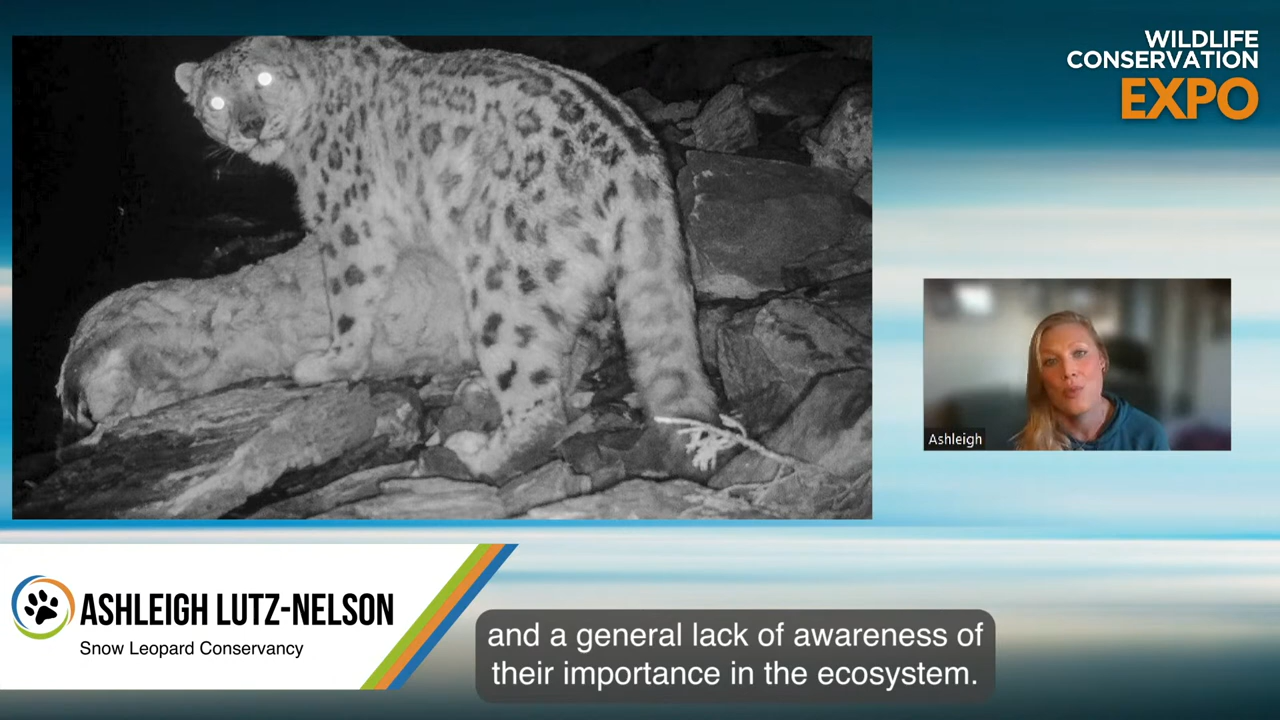 WILDLIFE
CONSERVATION
EXPO
Ashleigh
ASHLEIGH LUTZ-NELSON
Snow Leopard Conservancy
and a general lack of awareness of
their importance in the ecosystem.